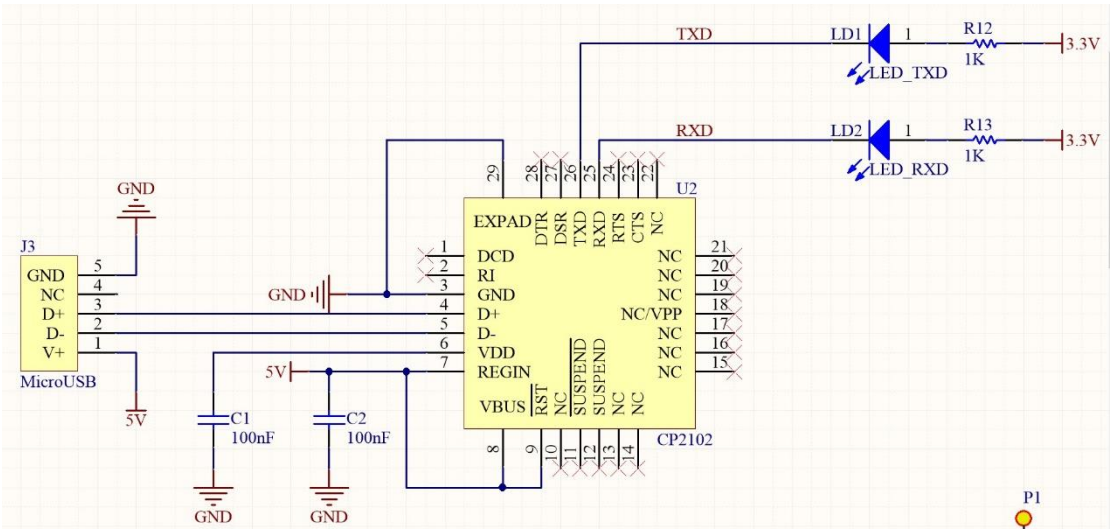 TXD
LD1
1
R12
1K
3.3V
LED_TXD
RXD
LD2
1
R13
1K
3.3V
LED_RXD
29
28
27
26
25
24
23
22
U2
EXPAD
DTR
DSR
TXD
RXD
RTS
CTS
NC
GND
J3
GND 5
NC 4
D+ 3
D- 2
V+ 1
MicroUSB
5V
GND
1 DCD
2 RI
3 GND
4 D+
5 D-
6 VDD
7 REGIN
NC 21
NC 20
NC 19
NC/VPP 18
NC 17
NC 16
NC 15
5V
VBUS
RST
NC
SUSPEND
SUSPEND
NC
NC
8
9
10
11
12
13
14
CP2102
C1
100nF
C2
100nF
GND
GND
P1